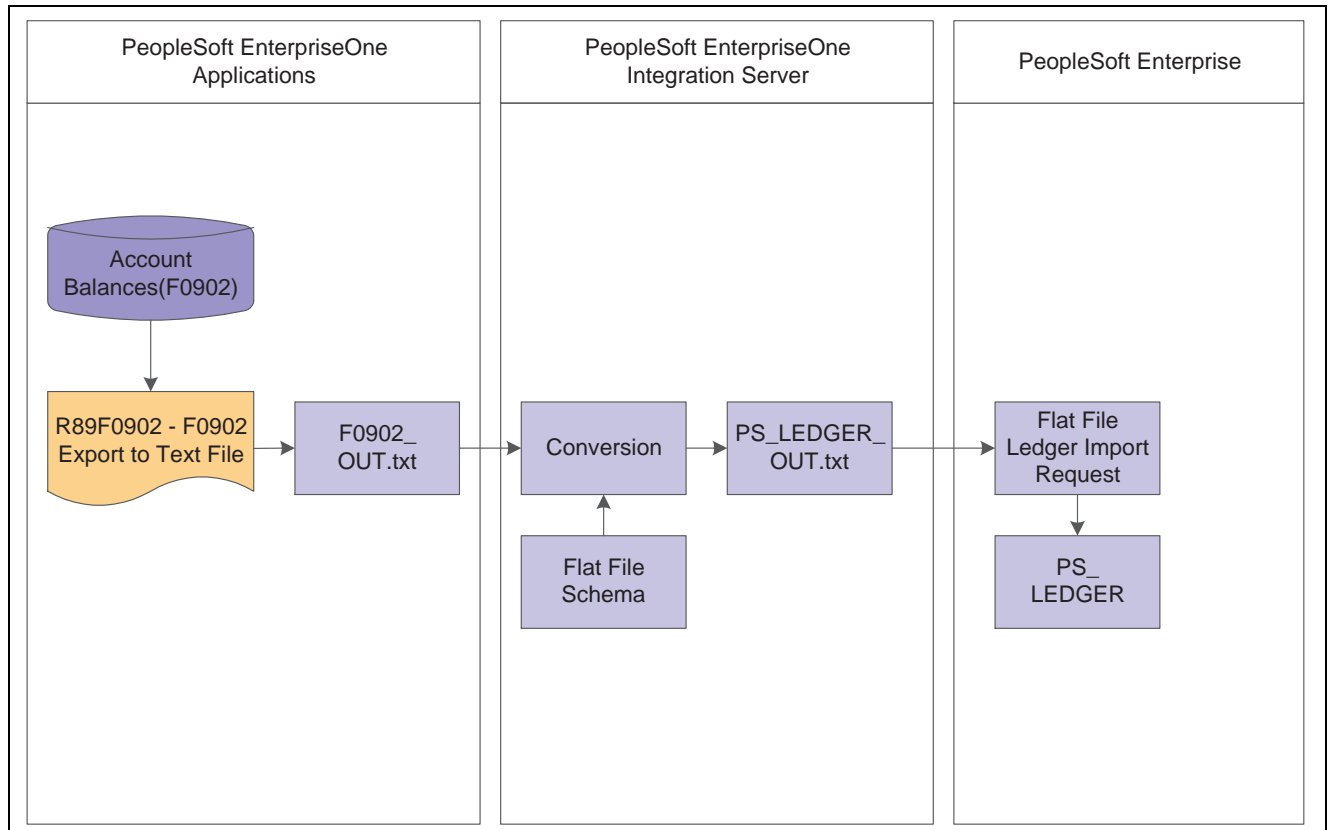 PeopleSoft EnterpriseOne
Applications
PeopleSoft EnterpriseOne
Integration Server
PeopleSoft Enterprise
Account
Balances(F0902)
R89F0902 - F0902
Export to Text File
F0902_
OUT.txt
Conversion
PS_LEDGER_
OUT.txt
Flat File
Schema
Flat File
Ledger Import
Request
PS_
LEDGER